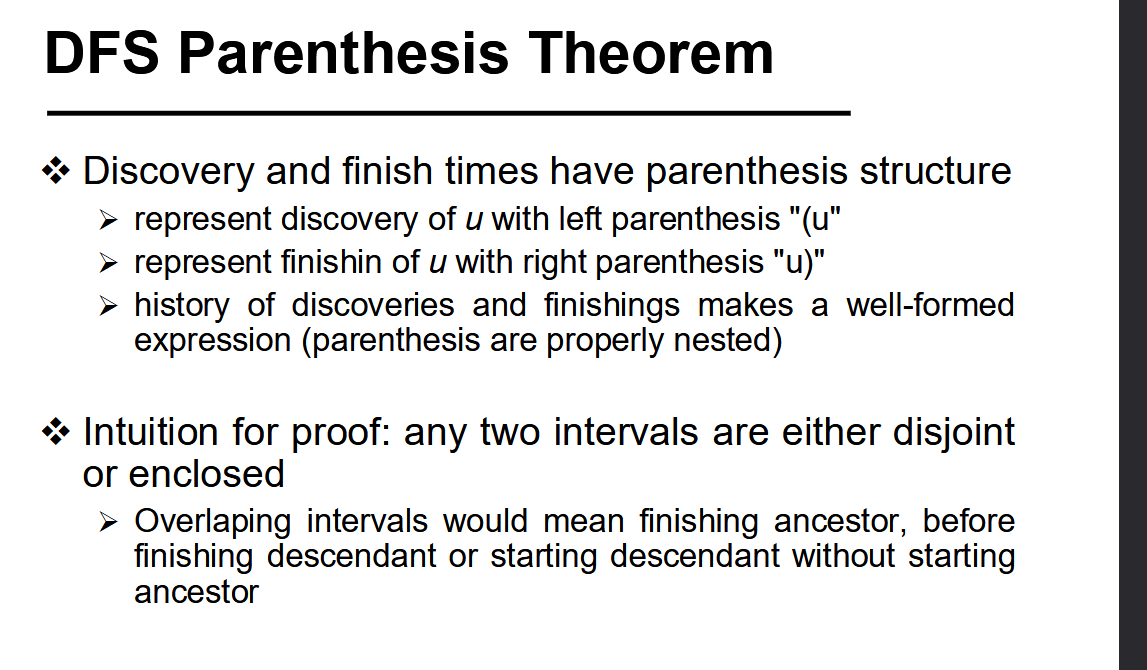 DFS Parenthesis Theorem
❖ Discovery and finish times have parenthesis structure
➢ represent discovery of u with left parenthesis "(u"
➢ represent finishin of u with right parenthesis "u)"
➢ history of discoveries and finishings makes a well-formed
expression (parenthesis are properly nested)
❖ Intuition for proof: any two intervals are either disjoint
or enclosed
➢ Overlaping intervals would mean finishing ancestor, before
finishing descendant or starting descendant without starting
ancestor